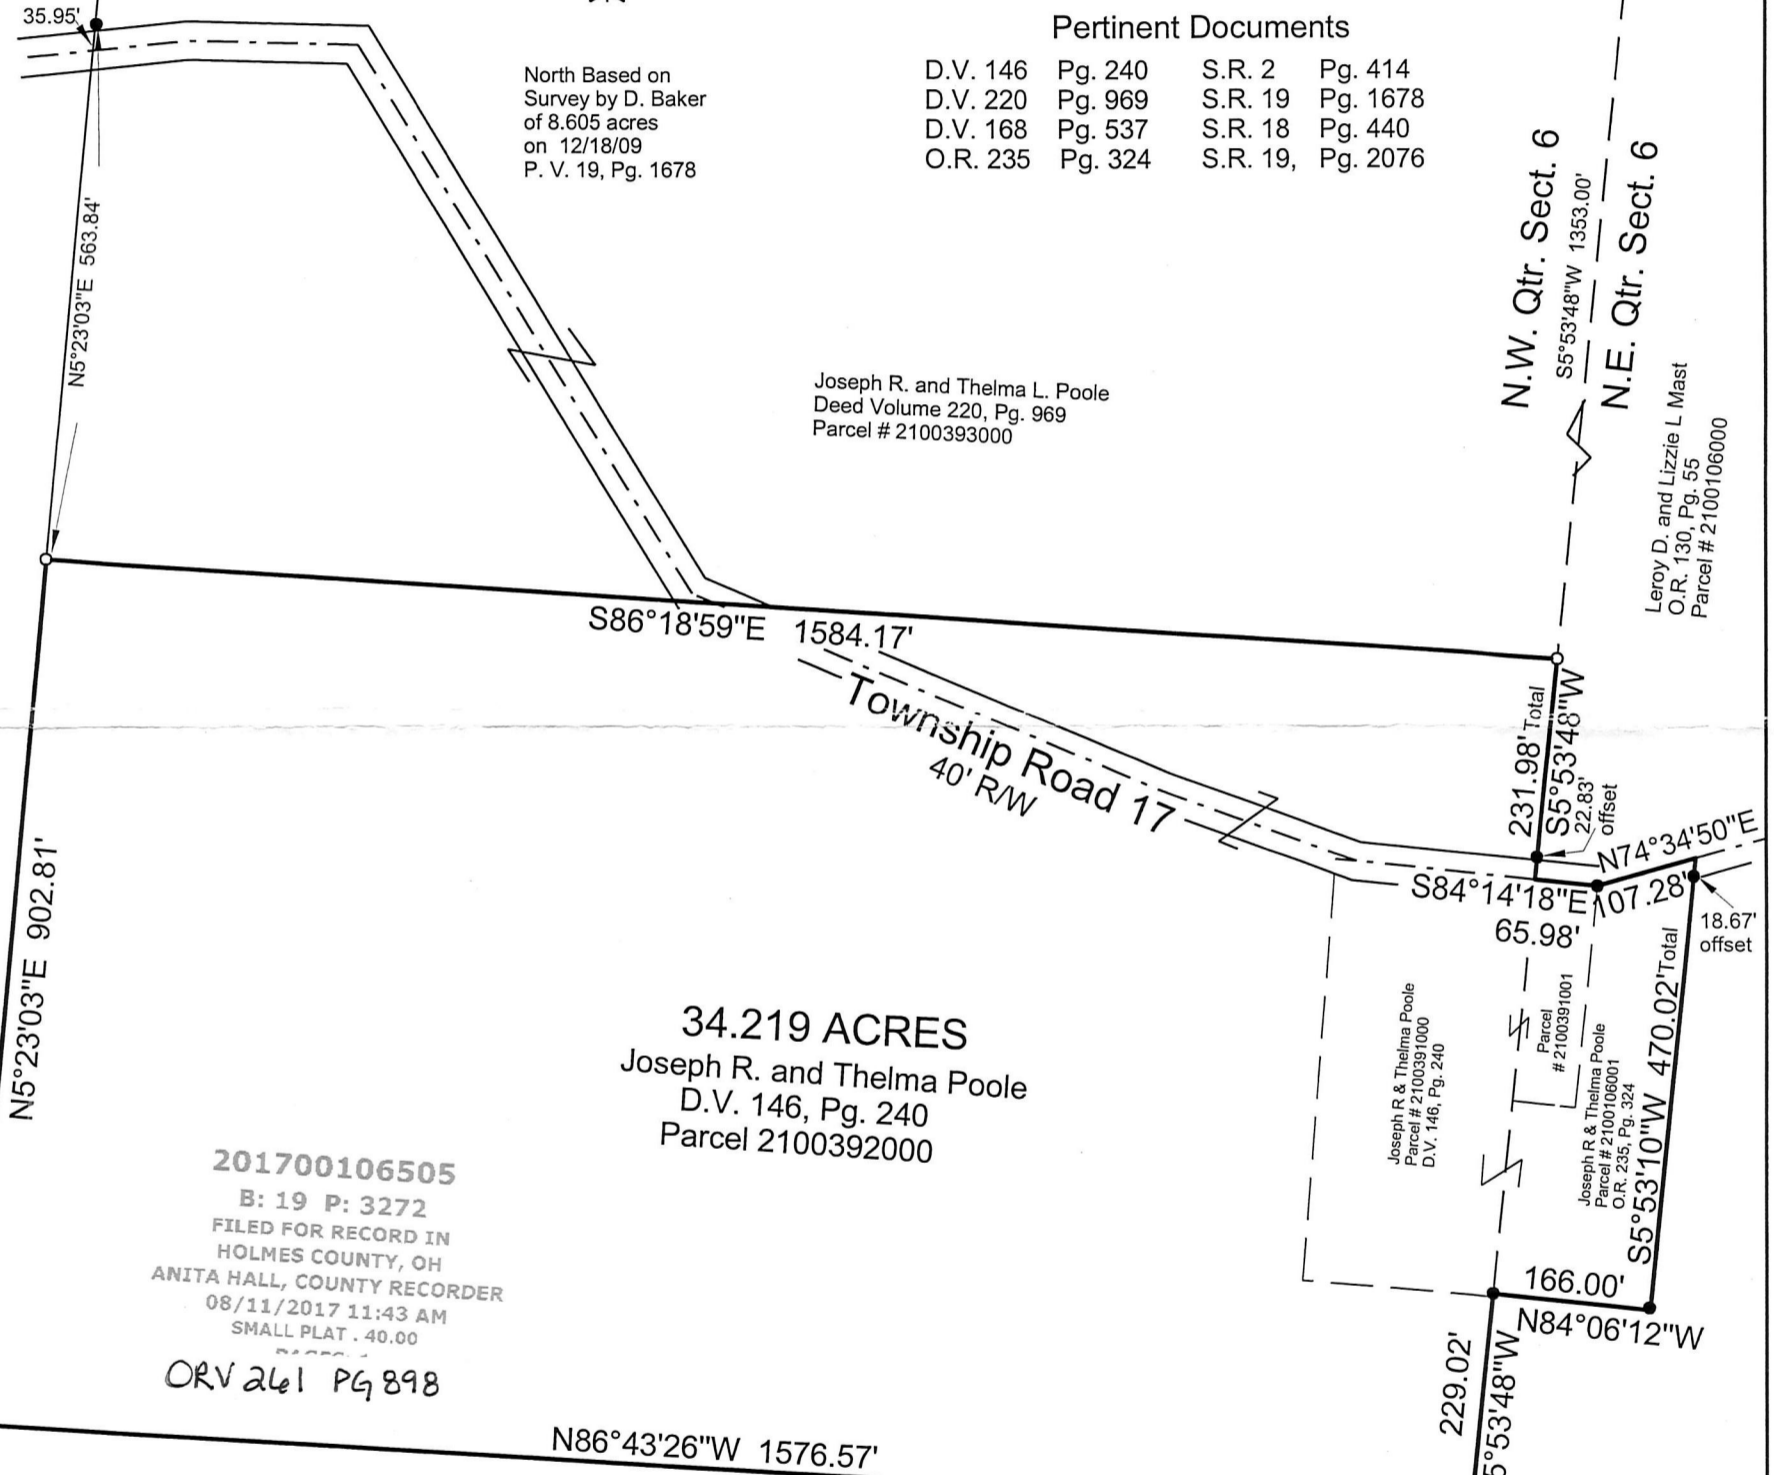 35.95'
North Based on
Survey by D. Baker
of 8.605 acres
on 12/18/09
P. V. 19, Pg. 1678
Pertinent Documents
D.V. 146 Pg. 240 S.R. 2 Pg. 414
D.V. 220 Pg. 969 S.R. 19 Pg. 1678
D.V. 168 Pg. 537 S.R. 18 Pg. 440
O.R. 235 Pg. 324 S.R. 19, Pg. 2076
N5°23'03"E 563.84'
N.W. Qtr. Sect. 6
S5°53'48"W 1353.00'
N.E. Qtr. Sect. 6
Joseph R. and Thelma L. Poole
Deed Volume 220, Pg. 969
Parcel # 2100393000
Leroy D. and Lizzie L Mast
O.R. 130, Pg. 55
Parcel # 2100106000
S86°18'59"E 1584.17'
Township Road 17
40' R/W
231.98' Total
S5°53'48"W
22.83'
offset
N74°34'50"E
107.28'
S84°14'18"E
65.98'
18.67'
offset
N5°23'03"E 902.81'
34.219 ACRES
Joseph R. and Thelma Poole
D.V. 146, Pg. 240
Parcel 2100392000
Joseph R & Thelma Poole
Parcel # 2100391000
D.V. 146, Pg. 240
Parcel
# 2100391001
Joseph R & Thelma Poole
Parcel # 2100106001
O.R. 235, Pg. 324
S5°53'10"W 470.02' Total
201700106505
B: 19 P: 3272
FILED FOR RECORD IN
HOLMES COUNTY, OH
ANITA HALL, COUNTY RECORDER
08/11/2017 11:43 AM
SMALL PLAT . 40.00
ORV 261 PG 898
166.00'
N84°06'12"W
229.02'
5°53'48"W
N86°43'26"W 1576.57'